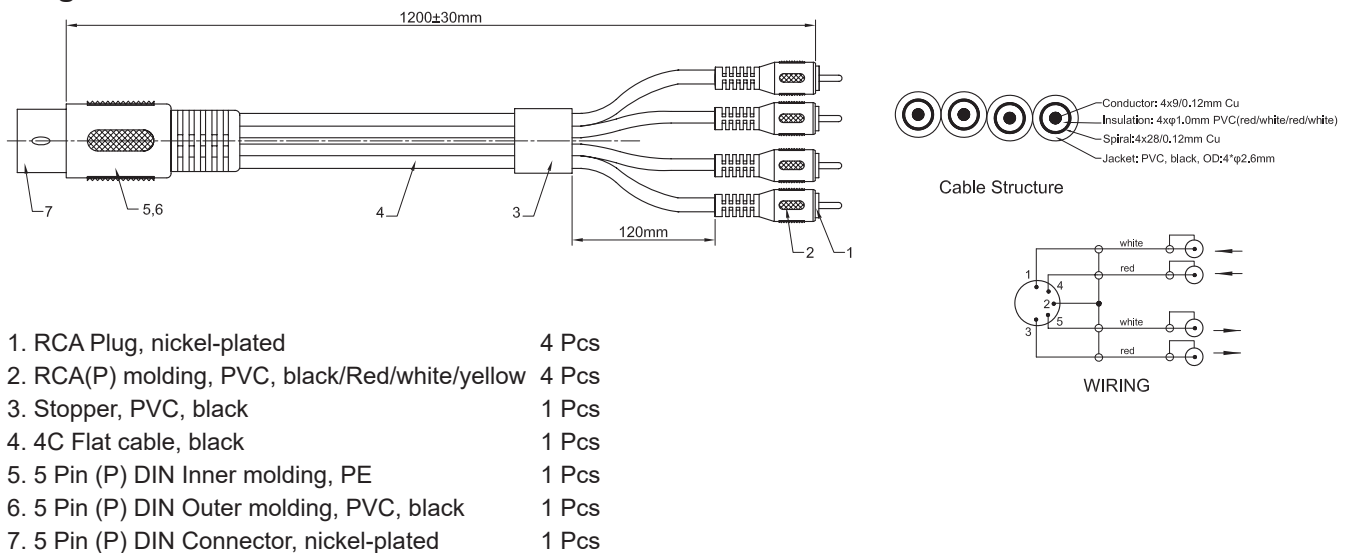 1200±30mm
7
5,6
4
3
120mm
2
1
Conductor: 4x9/0.12mm Cu
Insulation: 4xφ1.0mm PVC(red/white/red/white)
Spiral:4x28/0.12mm Cu
Jacket: PVC, black, OD:4*φ2.6mm
Cable Structure
white
red
1
4
2
5
3
white
red
WIRING
1. RCA Plug, nickel-plated 4 Pcs
2. RCA(P) molding, PVC, black/Red/white/yellow 4 Pcs
3. Stopper, PVC, black 1 Pcs
4. 4C Flat cable, black 1 Pcs
5. 5 Pin (P) DIN Inner molding, PE 1 Pcs
6. 5 Pin (P) DIN Outer molding, PVC, black 1 Pcs
7. 5 Pin (P) DIN Connector, nickel-plated 1 Pcs